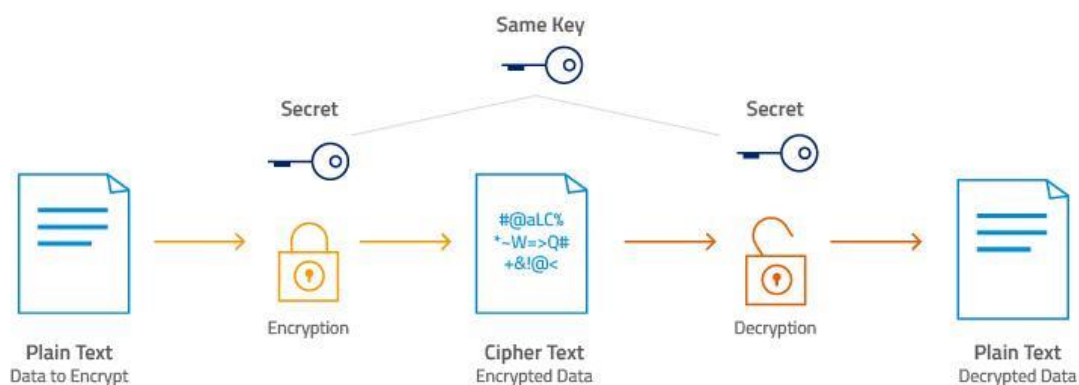 Same Key
Secret
Secret
#@aLC%
*~W=>Q#
+&!@<
Encryption
Decryption
Plain Text
Data to Encrypt
Cipher Text
Encrypted Data
Plain Text
Decrypted Data